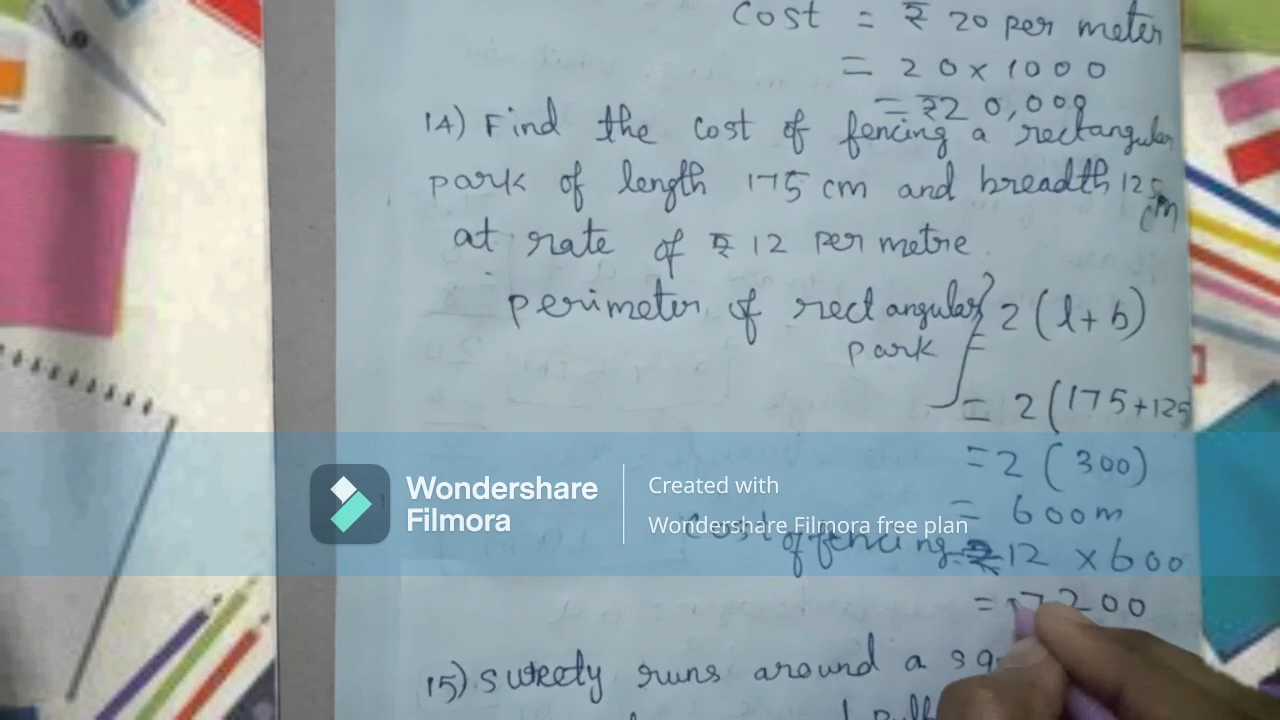 Cost = ₹ 20 per meter
= 20 x 1000
= ₹20,000
14) Find the cost of fencing a rectangular
park of length 175 cm and breadth 125
cm
at rate of ₹ 12 per metre.
perimeter of rectangular 2 (l+b)
park =
= 2 (175+125
= 2 (300)
= 600m
Cost of fencing = ₹ 12 x 600
= 7200
15) Sweety runs around a sq
Wondershare
Filmora
Created with
Wondershare Filmora free plan